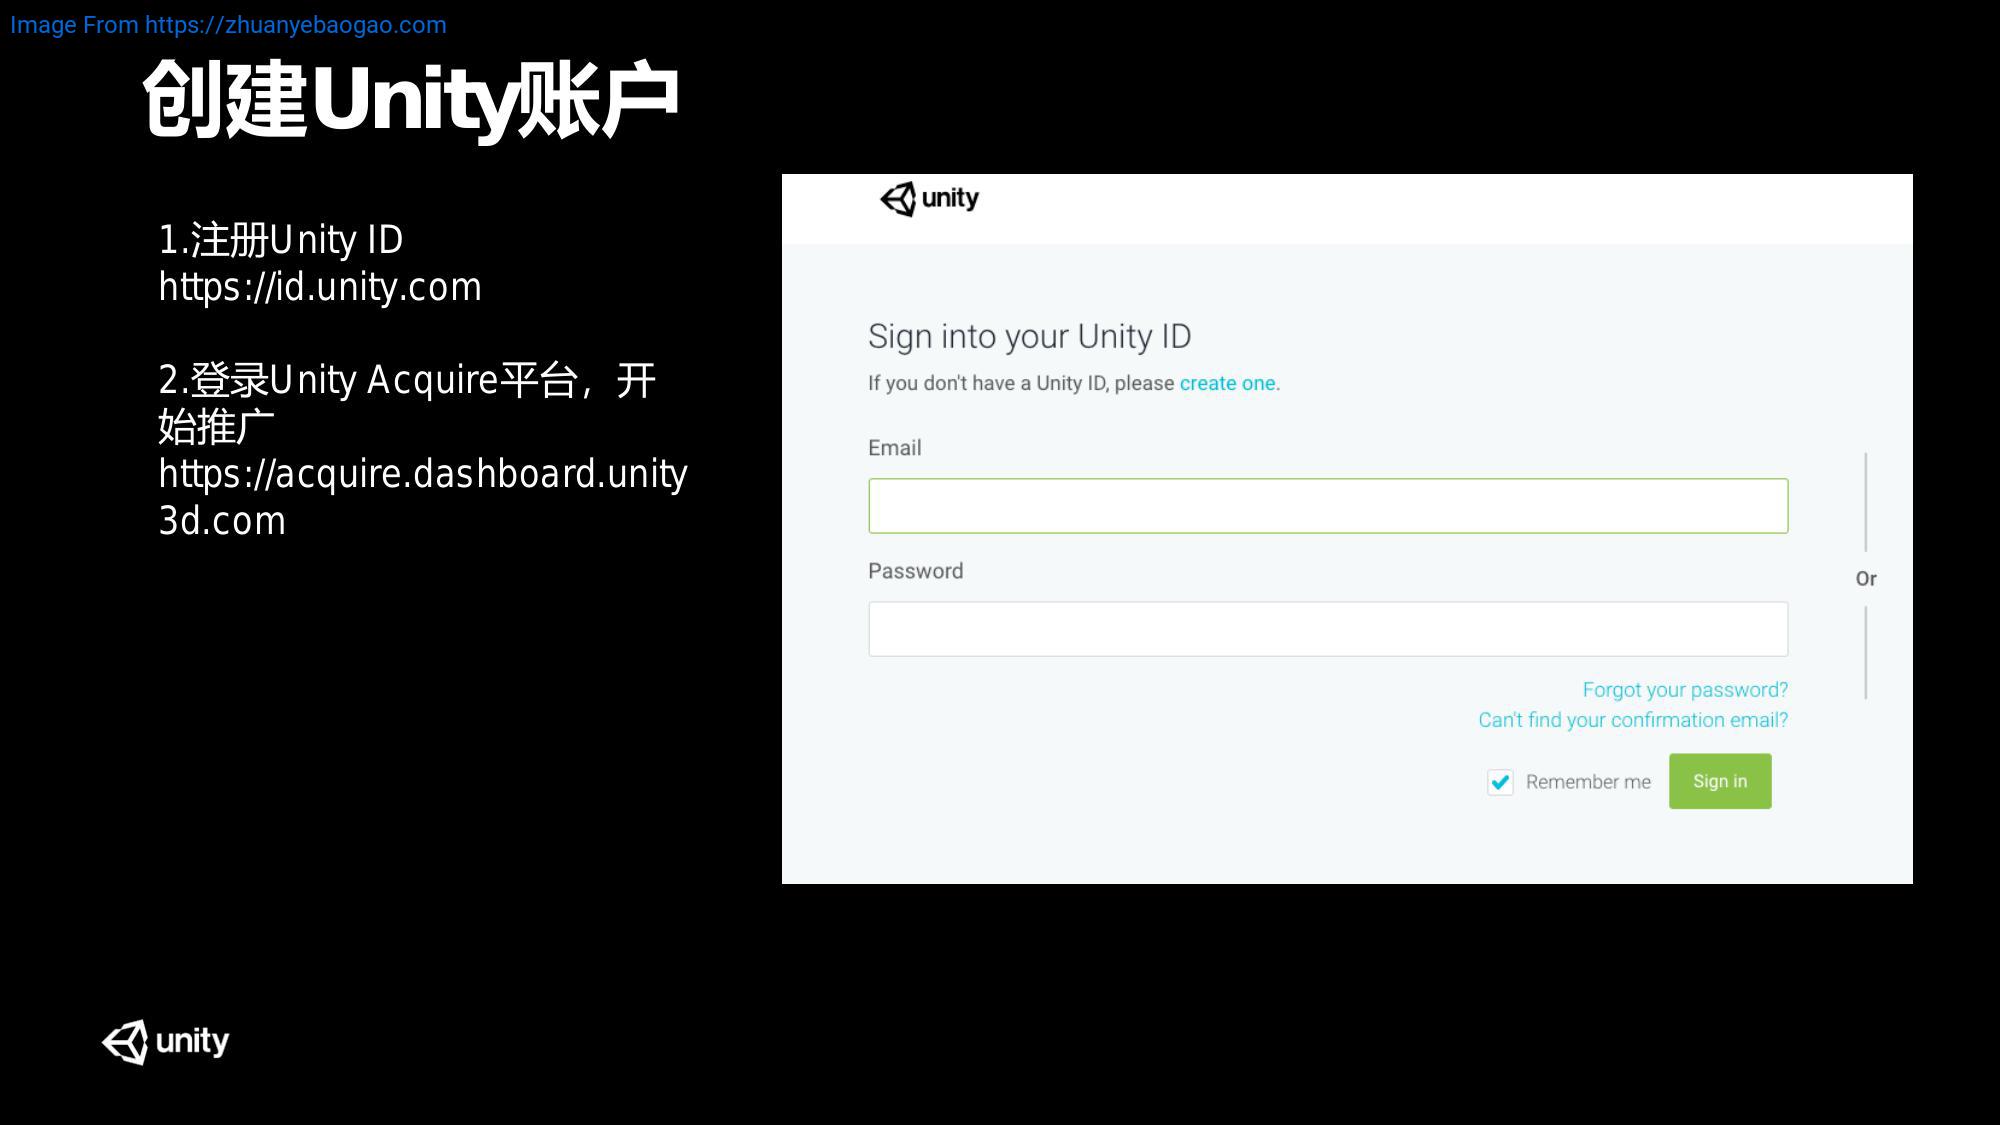 Image From https://zhuanyebaogao.com
创建Unity账户
1.注册Unity ID
https://id.unity.com
2.登录Unity Acquire平台，开
始推广
https://acquire.dashboard.unity
3d.com
unity
Sign into your Unity ID
If you don't have a Unity ID, please create one.
Email
Password
Or
Forgot your password?
Can't find your confirmation email?
Remember me
Sign in
unity